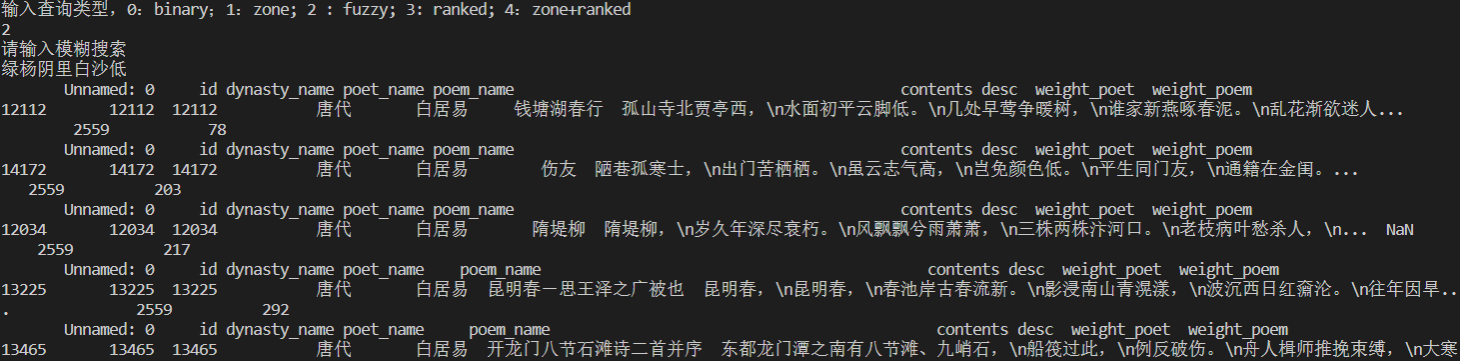 输入查询类型，0：binary；1：zone; 2 : fuzzy; 3: ranked; 4：zone+ranked
2
请输入模糊搜索
绿杨阴里白沙低
Unnamed: 0 id dynasty_name poet_name poem_name contents desc weight_poet weight_poem
12112 12112 12112 唐代 白居易 钱塘湖春行 孤山寺北贾亭西，\n水面初平云脚低。\n几处早莺争暖树，\n谁家新燕啄春泥。\n乱花渐欲迷人...
2559 78
Unnamed: 0 id dynasty_name poet_name poem_name contents desc weight_poet weight_poem
14172 14172 14172 唐代 白居易 伤友 陋巷孤寒士，\n出门苦栖栖。\n虽云志气高，\n岂免颜色低。\n平生同门友，\n通籍在金闺。...
2559 203
Unnamed: 0 id dynasty_name poet_name poem_name contents desc weight_poet weight_poem
12034 12034 12034 唐代 白居易 隋堤柳 隋堤柳，\n岁久年深尽衰朽。\n风飘飘兮雨萧萧，\n三株两株汴河口。\n老枝病叶愁杀人，\n... NaN
2559 217
Unnamed: 0 id dynasty_name poet_name poem_name contents desc weight_poet weight_poem
13225 13225 13225 唐代 白居易 昆明春－思王泽之广被也 昆明春，\n昆明春，\n春池岸古春流新。\n影浸南山青滉漾，\n波沉西日红奫沦。\n往年因旱..
. 2559 292
Unnamed: 0 id dynasty_name poet_name poem_name contents desc weight_poet weight_poem
13465 13465 13465 唐代 白居易 开龙门八节石滩诗二首并序 东都龙门潭之南有八节滩、九峭石，\n船筏过此，\n例反破伤。\n舟人楫师推挽束缚，\n大寒